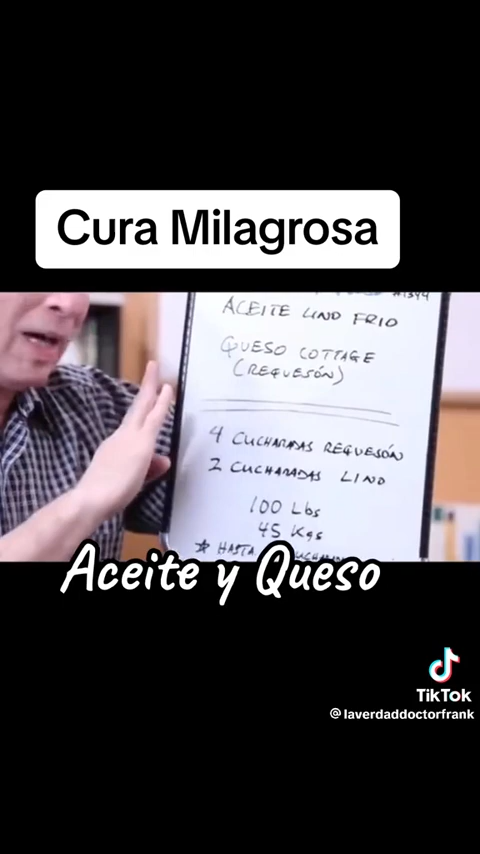 Cura Milagrosa
ACEITE LINO FRIO
QUESO COTTAGE
(REQUESÓN)
4 CUCHARADAS REQUESÓN
2 CUCHARADAS LINO
100 Lbs
45 Kgs
* HASTA
Aceite y Queso
TikTok
@laverdaddoctorfrank